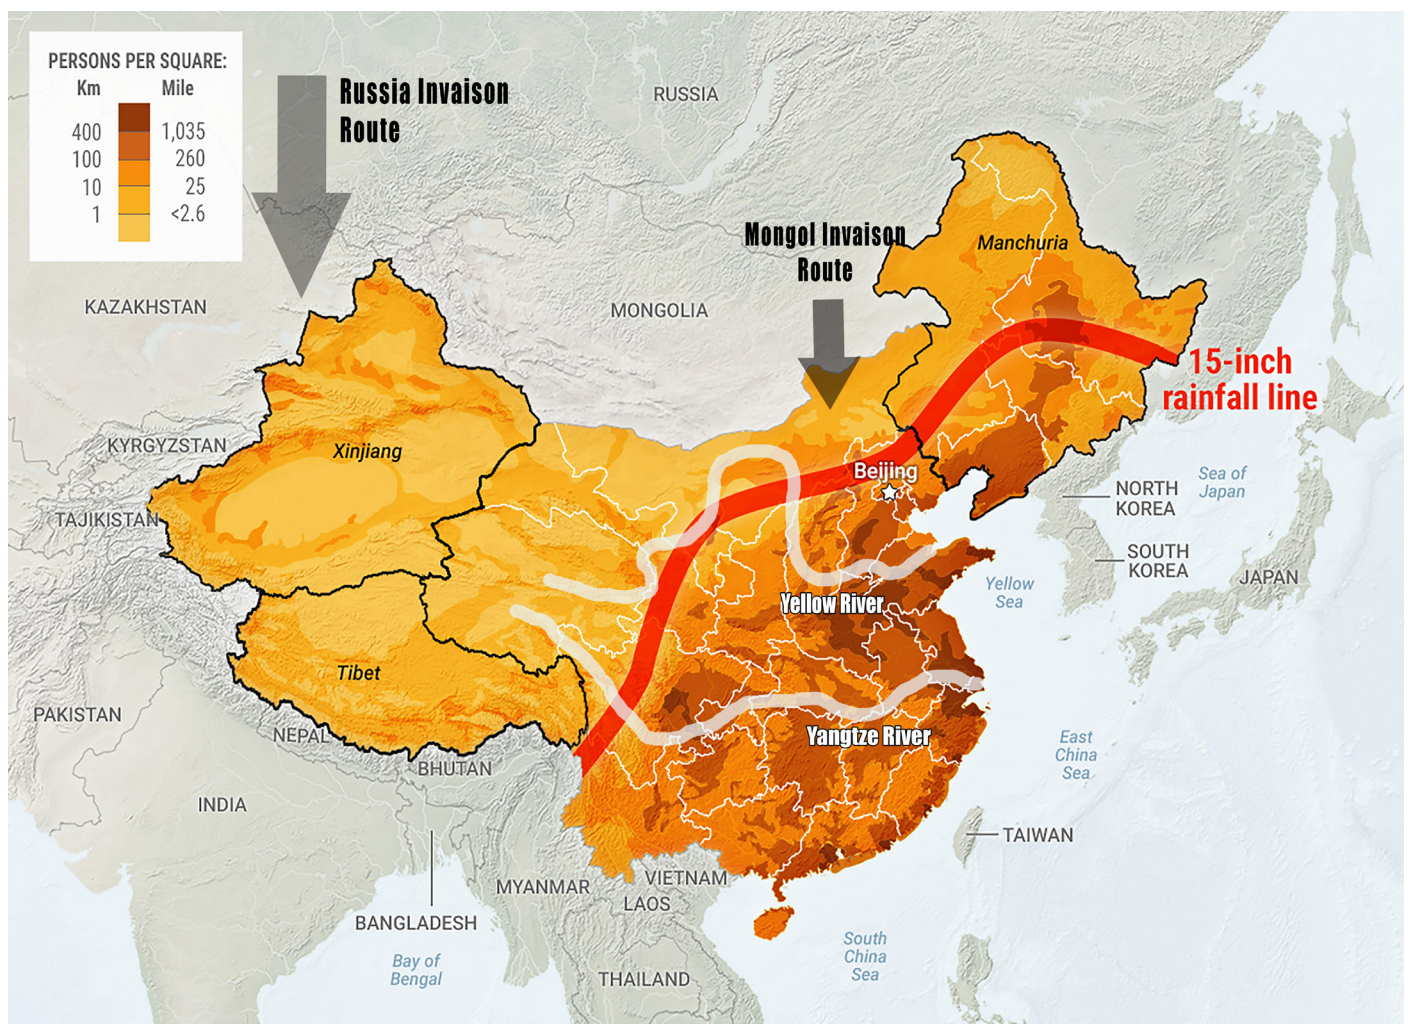 PERSONS PER SQUARE:
Km Mile
400 1,035
100 260
10 25
1 <2.6
Russia Invaison
Route
RUSSIA
Mongol Invaison
Route
Manchuria
KAZAKHSTAN
MONGOLIA
15-inch
rainfall line
KYRGYZSTAN
Xinjiang
Beijing
Sea of
Japan
TAJIKISTAN
NORTH
KOREA
SOUTH
KOREA
JAPAN
Yellow
Sea
Yellow River
Tibet
PAKISTAN
NEPAL
Yangtze River
East
China
Sea
BHUTAN
INDIA
TAIWAN
MYANMAR
VIETNAM
LAOS
BANGLADESH
Bay of
Bengal
South
China
Sea
THAILAND